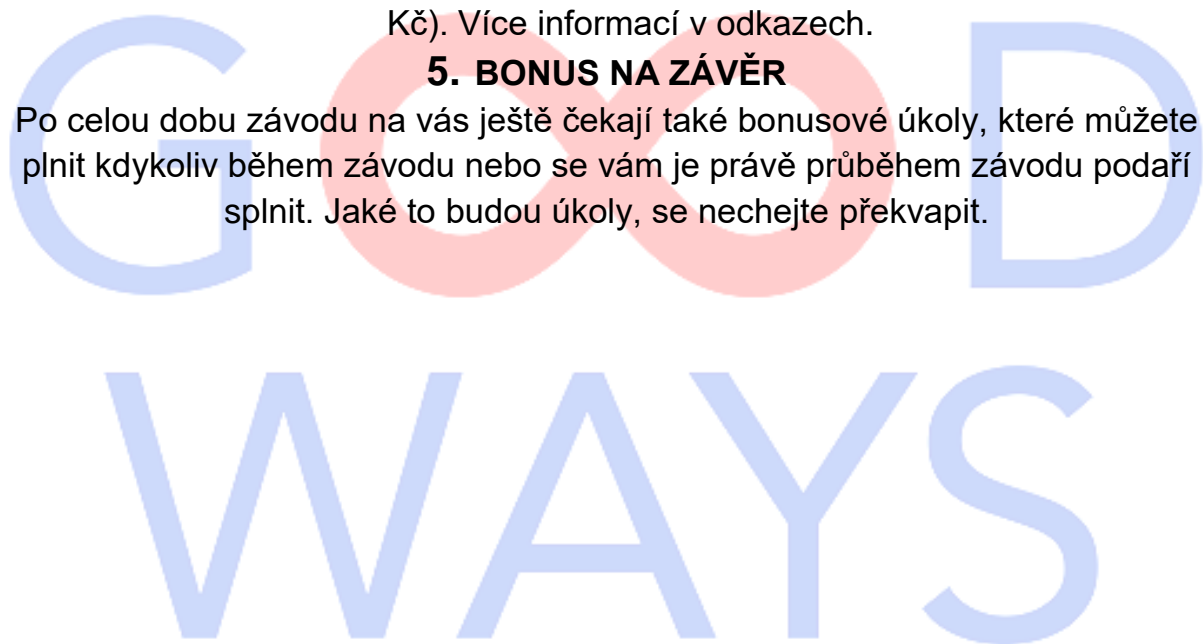 Kč). Více informací v odkazech.
5. BONUS NA ZÁVĚR
Po celou dobu závodu na vás ještě čekají také bonusové úkoly, které můžete
plnit kdykoliv během závodu nebo se vám je právě průběhem závodu podaří
splnit. Jaké to budou úkoly, se nechejte překvapit.
GOOD
WAYS